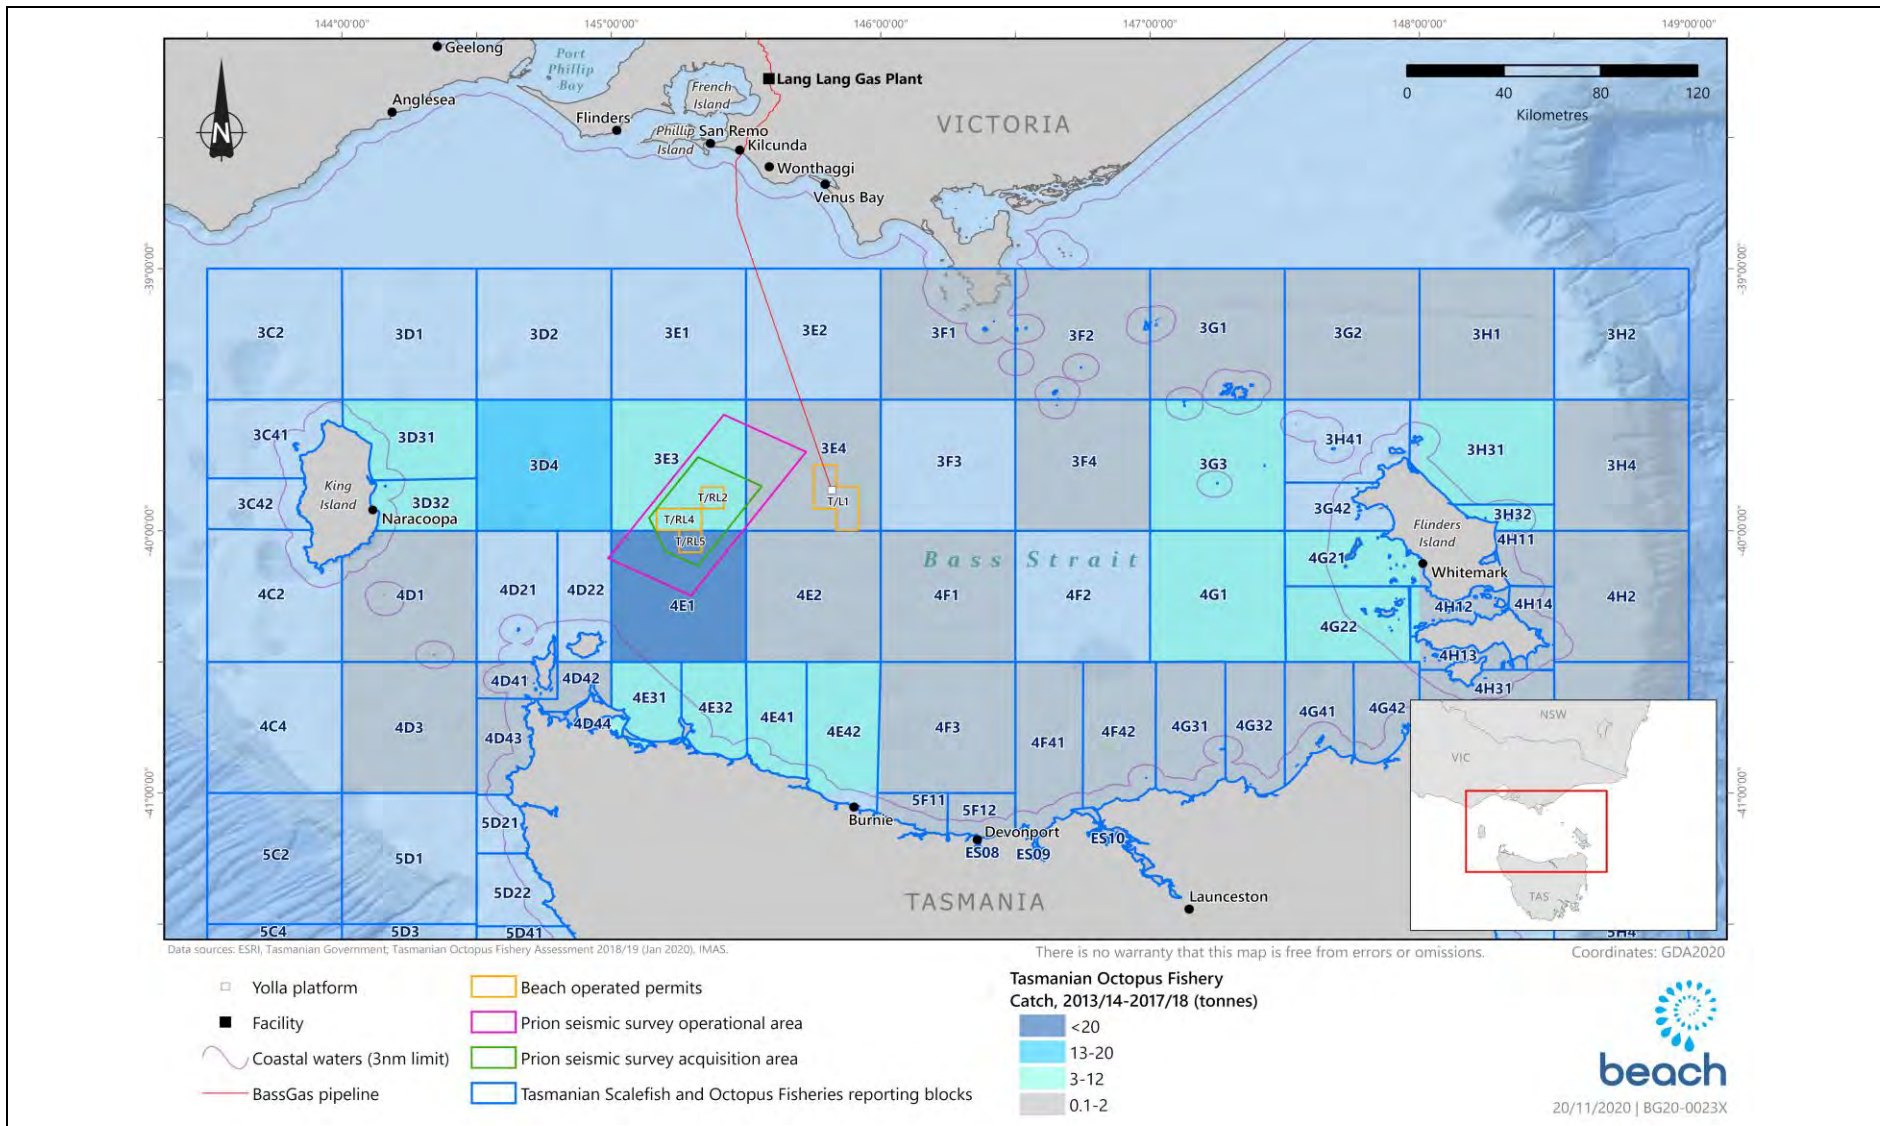 144°00'00"
145°00'00"
146°00'00"
147°00'00"
148°00'00"
149°00'00"
-39°00'00"
-40°00'00"
-41°00'00"
-39°00'00"
-40°00'00"
-41°00'00"
N
Geelong
Port
Phillip
Bay
Lang Lang Gas Plant
French
Island
Anglesea
Flinders
Phillip
Island
San Remo
Kilcunda
Wonthaggi
Venus Bay
VICTORIA
0 40 80 120
Kilometres
3C2 3D1 3D2 3E1 3E2 3F1 3F2 3G1 3G2 3H1 3H2
3C41 3D31 3D4 3E3 3E4 3F3 3F4 3G3 3H41 3H31 3H4
3C42 3D32 3G42 3H32
King
Island
Naracoopa
T/RL2
T/RL4
T/RL5
T/L1
Flinders
Island
Whitemark
Bass Strait
4C2 4D1 4D21 4D22 4E1 4E2 4F1 4F2 4G1 4G21 4H11 4H2
4G22 4H12 4H14
4H13
4H31
4C4 4D3 4D41 4D42 4D43 4D44 4E31 4E32 4E41 4E42 4F3 4F41 4F42 4G31 4G32 4G41 4G42
5C2 5D1 5D21 5F11 5F12
5D22
5C4 5D3 5D41 5H4
Burnie
Devonport
ES08 ES09 ES10
Launceston
TASMANIA
NSW
VIC
TAS
Data sources: ESRI, Tasmanian Government; Tasmanian Octopus Fishery Assessment 2018/19 (Jan 2020), IMAS.
There is no warranty that this map is free from errors or omissions.
Coordinates: GDA2020
Yolla platform
Facility
Coastal waters (3nm limit)
BassGas pipeline
Beach operated permits
Prion seismic survey operational area
Prion seismic survey acquisition area
Tasmanian Scalefish and Octopus Fisheries reporting blocks
Tasmanian Octopus Fishery
Catch, 2013/14-2017/18 (tonnes)
<20
13-20
3-12
0.1-2
beach
20/11/2020 | BG20-0023X